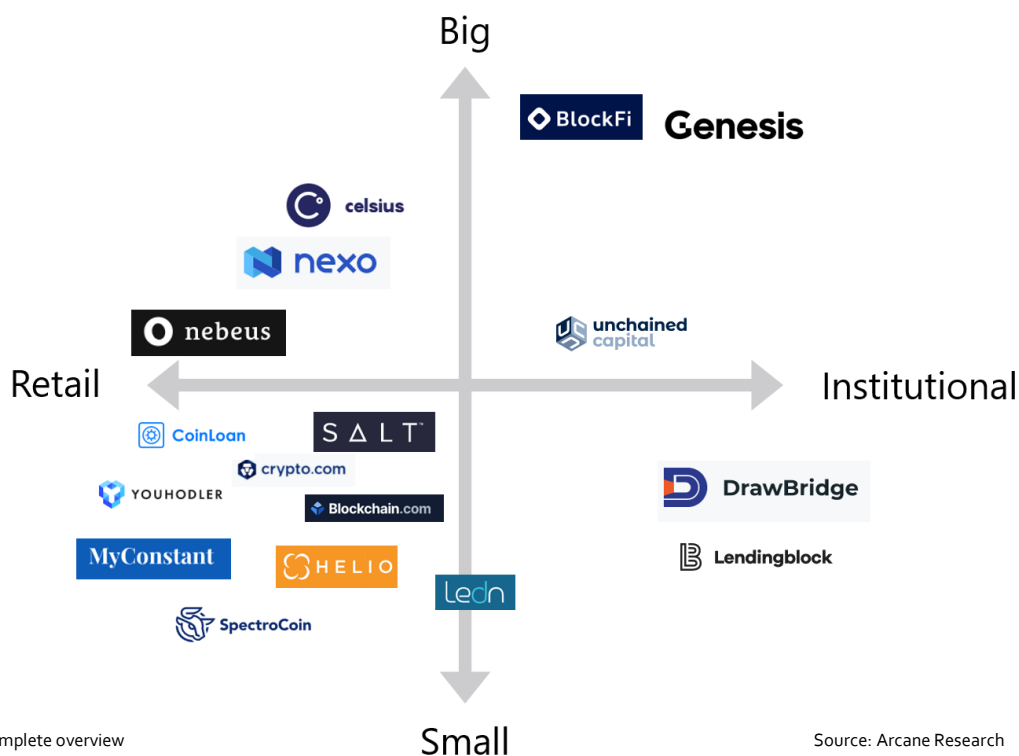 Big
BlockFi
Genesis
celsius
nexo
nebeus
unchained
capital
Retail
Institutional
CoinLoan
SALT™
crypto.com
YOUHODLER
Blockchain.com
DrawBridge
MyConstant
HELIO
Lendingblock
Ledn
SpectroCoin
mplete overview
Small
Source: Arcane Research